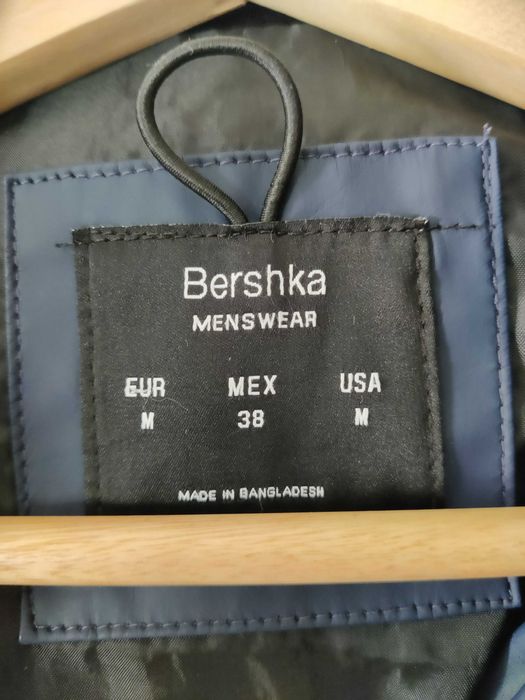 Bershka
MENSWEAR
EUR MEX USA
M 38 M
MADE IN BANGLADESH